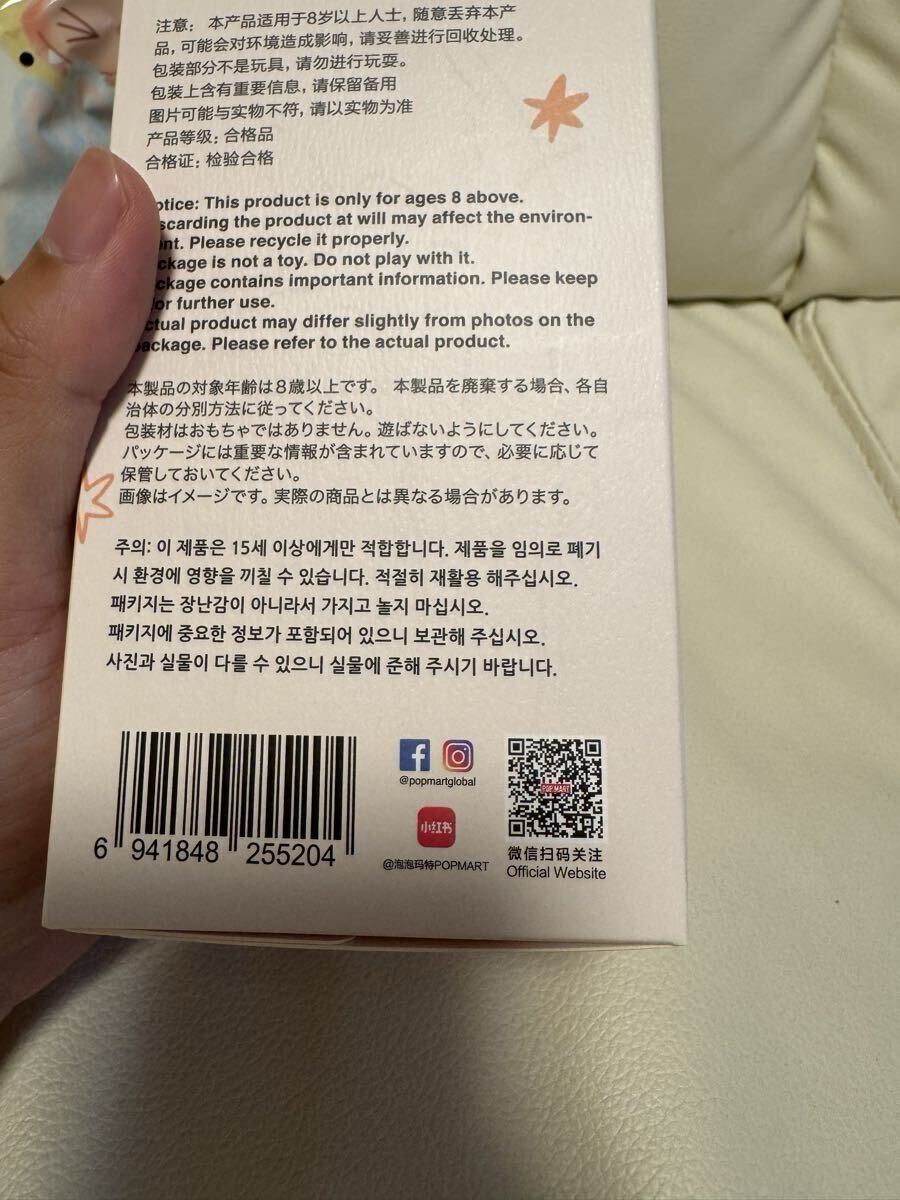 注意：本产品适用于8岁以上人士，随意丢弃本产
品，可能会对环境造成影响，请妥善进行回收处理。
包装部分不是玩具，请勿进行玩耍。
包装上含有重要信息，请保留备用
图片可能与实物不符，请以实物为准
产品等级：合格品
合格证：检验合格
otice: This product is only for ages 8 above.
scarding the product at will may affect the environ-
ent. Please recycle it properly.
ckage is not a toy. Do not play with it.
ckage contains important information. Please keep
or further use.
ctual product may differ slightly from photos on the
ackage. Please refer to the actual product.
本製品の対象年齢は8歳以上です。 本製品を廃棄する場合、各自
治体の分別方法に従ってください。
包装材はおもちゃではありません。遊ばないようにしてください。
パッケージには重要な情報が含まれていますので、必要に応じて
保管しておいてください。
画像はイメージです。実際の商品とは異なる場合があります。
주의: 이 제품은 15세 이상에게만 적합합니다. 제품을 임의로 폐기
시 환경에 영향을 끼칠 수 있습니다. 적절히 재활용 해주십시오.
패키지는 장난감이 아니라서 가지고 놀지 마십시오.
패키지에 중요한 정보가 포함되어 있으니 보관해 주십시오.
사진과 실물이 다를 수 있으니 실물에 준해 주시기 바랍니다.
6 941848 255204
@popmartglobal
小红书
@泡泡玛特POPMART
POP MART
微信扫码关注
Official Website